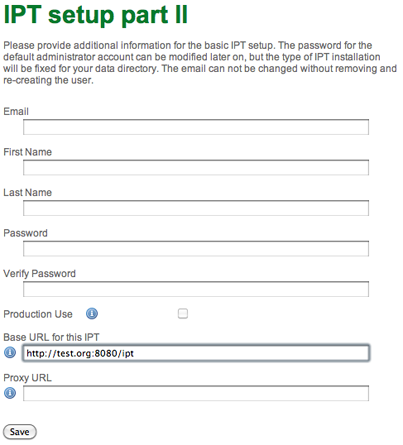 IPT setup part II
Please provide additional information for the basic IPT setup. The password for the
default administrator account can be modified later on, but the type of IPT installation
will be fixed for your data directory. The email can not be changed without removing and
re-creating the user.
Email
First Name
Last Name
Password
Verify Password
Production Use
Base URL for this IPT
http://test.org:8080/ipt
Proxy URL
Save